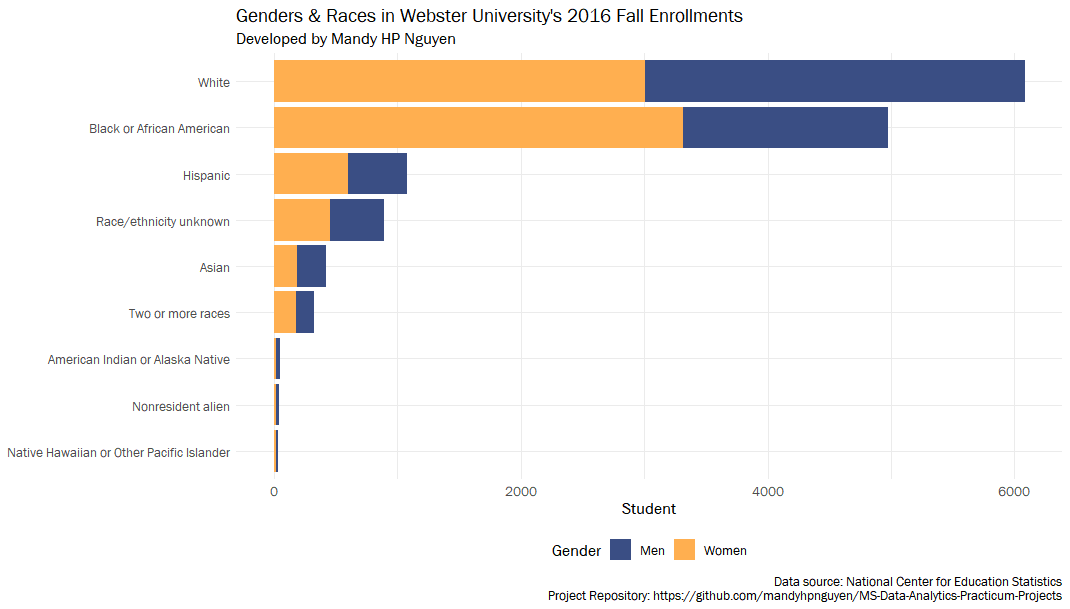 Genders & Races in Webster University's 2016 Fall Enrollments
Developed by Mandy HP Nguyen
White
Black or African American
Hispanic
Race/ethnicity unknown
Asian
Two or more races
American Indian or Alaska Native
Nonresident alien
Native Hawaiian or Other Pacific Islander
0 2000 4000 6000
Student
Gender Men Women
Data source: National Center for Education Statistics
Project Repository: https://github.com/mandyhpnguyen/MS-Data-Analytics-Practicum-Projects